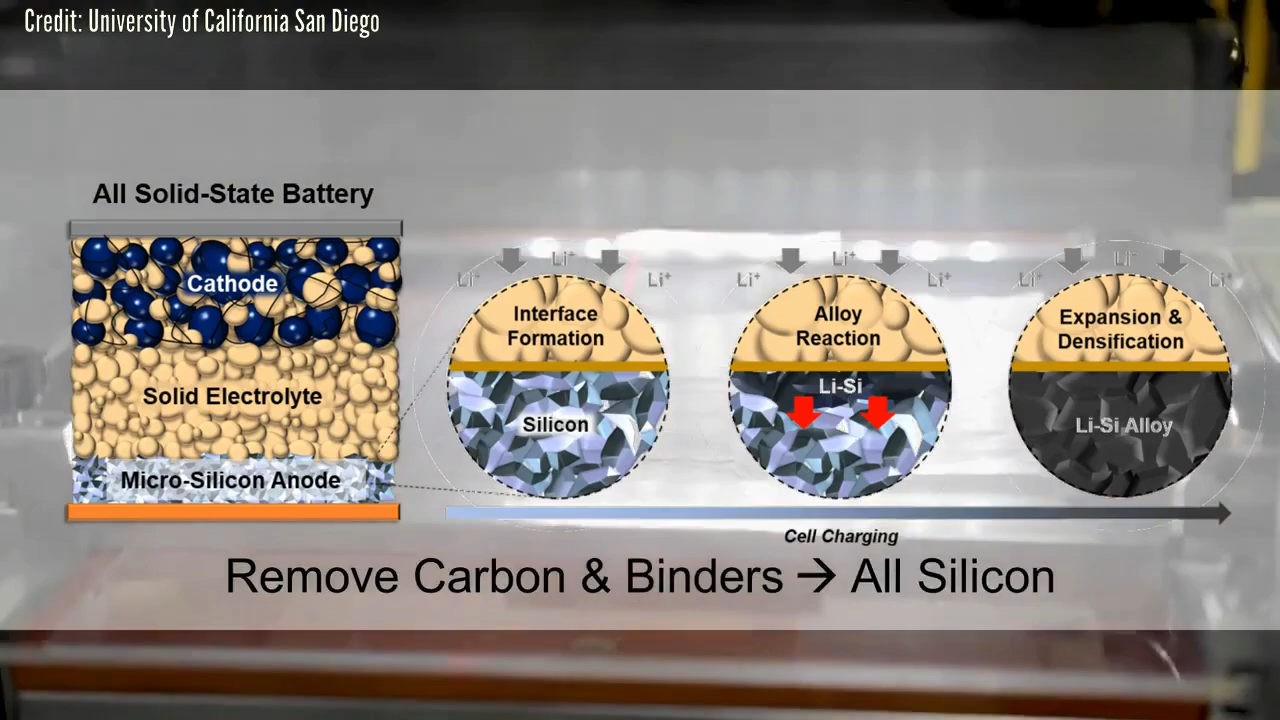 Credit: University of California San Diego
All Solid-State Battery
Cathode
Solid Electrolyte
Micro-Silicon Anode
Li⁺
Li⁺
Li⁺
Interface
Formation
Silicon
Li⁺
Li⁺
Li⁺
Alloy
Reaction
Li-Si
Li⁺
Li⁺
Li⁺
Expansion &
Densification
Li-Si Alloy
Cell Charging
Remove Carbon & Binders → All Silicon